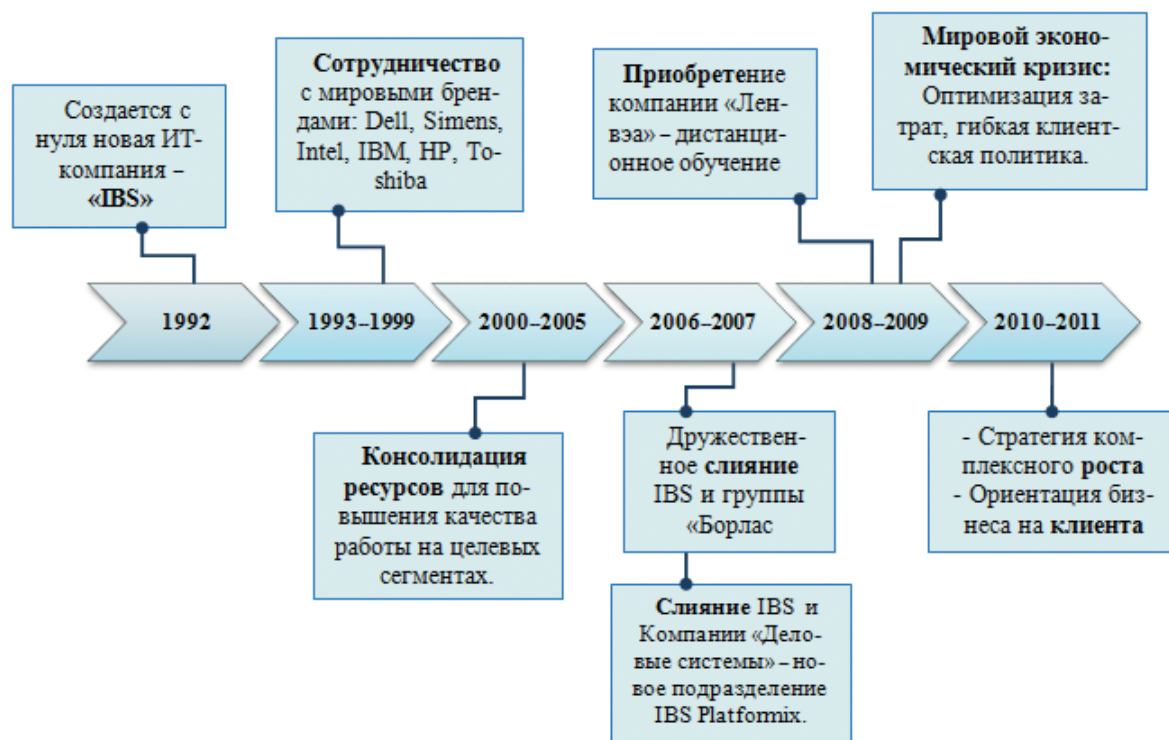 Создается с
нуля новая ИТ-
компания –
«IBS»
Сотрудничество
с мировыми брен-
дами: Dell, Simens,
Intel, IBM, HP, To-
shiba
Приобретение
компании «Лен-
вэа» – дистанци-
онное обучение
Мировой эконо-
мический кризис:
Оптимизация за-
трат, гибкая клиент-
ская политика.
1992
1993–1999
2000–2005
2006–2007
2008–2009
2010–2011
Консолидация
ресурсов для по-
вышения качества
работы на целевых
сегментах.
Дружествен-
ное слияние
IBS и группы
«Борлас
- Стратегия ком-
плексного роста
- Ориентация биз-
неса на клиента
Слияние IBS и
Компании «Дело-
вые системы» – но-
вое подразделение
IBS Platformix.